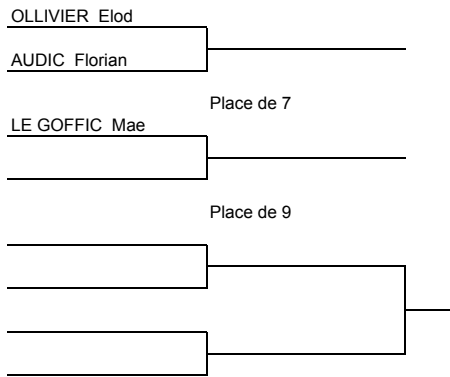 OLLIVIER Elod
AUDIC Florian
Place de 7
LE GOFFIC Mae
Place de 9